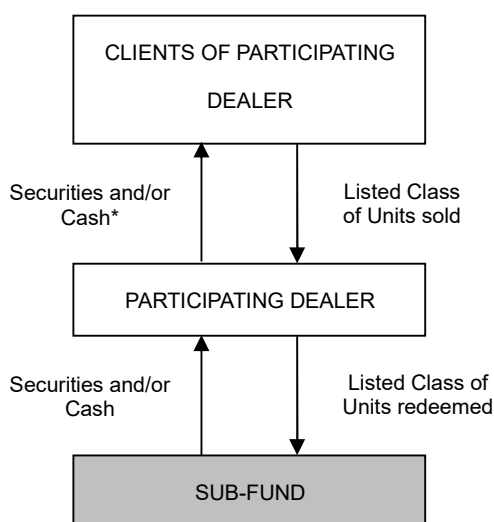 CLIENTS OF PARTICIPATING
DEALER
Securities and/or
Cash*
Listed Class
of Units sold
PARTICIPATING DEALER
Securities and/or
Cash
Listed Class of
Units redeemed
SUB-FUND